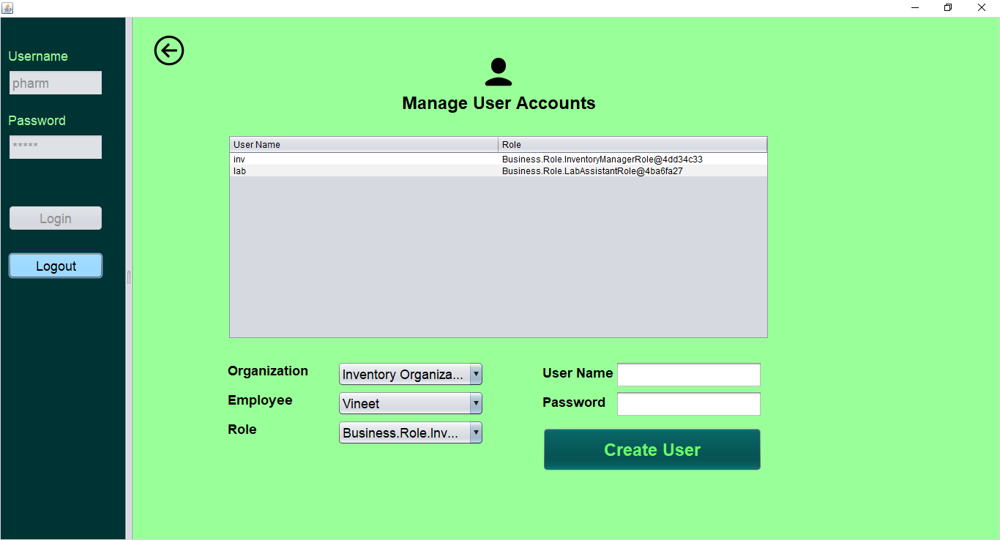 Username
pharm
Password
*****
Login
Logout
Manage User Accounts
User Name Role
inv Business.Role.InventoryManagerRole@4dd34c33
lab Business.Role.LabAssistantRole@4ba6fa27
Organization Inventory Organiza...
Employee Vineet
Role Business.Role.Inv...
User Name
Password
Create User